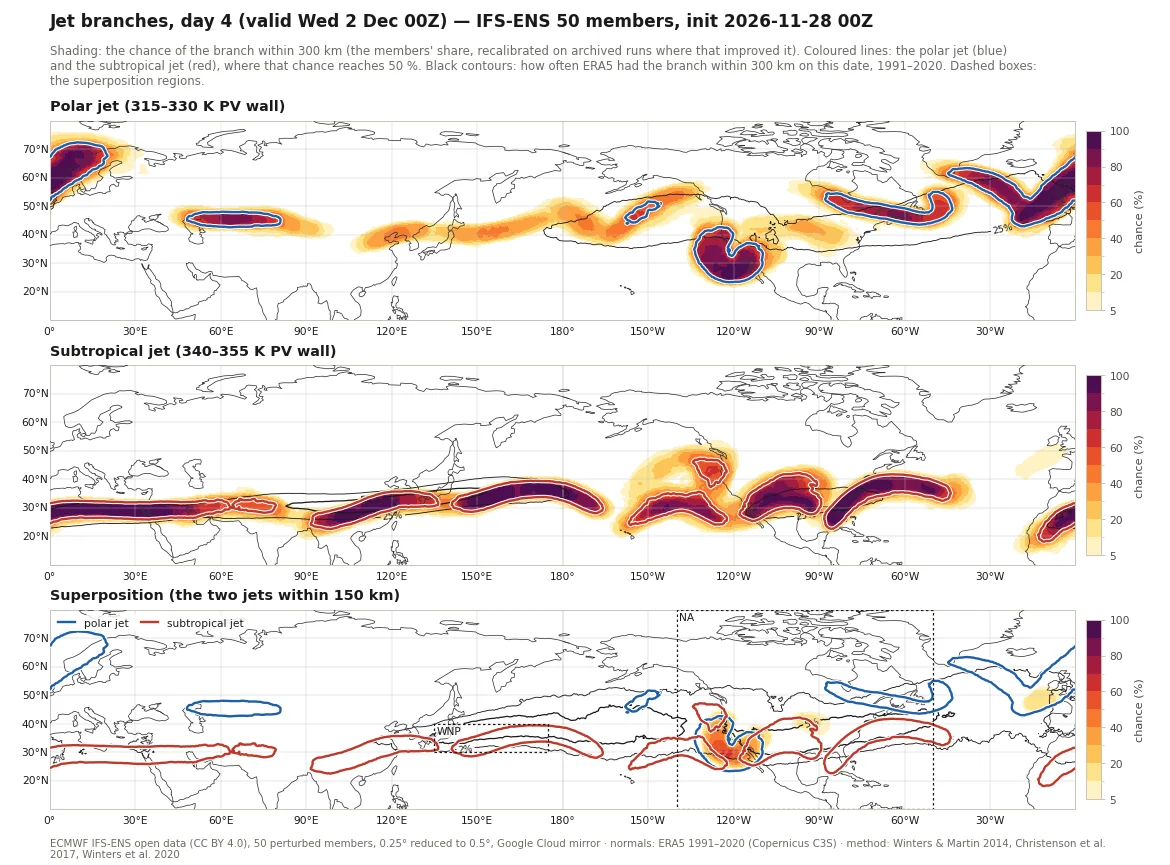 Jet branches, day 4 (valid Wed 2 Dec 00Z) — IFS-ENS 50 members, init 2026-11-28 00Z
Shading: the chance of the branch within 300 km (the members' share, recalibrated on archived runs where that improved it). Coloured lines: the polar jet (blue)
and the subtropical jet (red), where that chance reaches 50 %. Black contours: how often ERA5 had the branch within 300 km on this date, 1991–2020. Dashed boxes:
the superposition regions.
Polar jet (315–330 K PV wall)
70°N
60°N
50°N
40°N
30°N
20°N
25%
0°
30°E
60°E
90°E
120°E
150°E
180°
150°W
120°W
90°W
60°W
30°W
100
80
60
40
20
5
chance (%)
Subtropical jet (340–355 K PV wall)
70°N
60°N
50°N
40°N
30°N
20°N
25%
0°
30°E
60°E
90°E
120°E
150°E
180°
150°W
120°W
90°W
60°W
30°W
100
80
60
40
20
5
chance (%)
Superposition (the two jets within 150 km)
polar jet
subtropical jet
NA
WNP
70°N
60°N
50°N
40°N
30°N
20°N
2%
2%
0°
30°E
60°E
90°E
120°E
150°E
180°
150°W
120°W
90°W
60°W
30°W
100
80
60
40
20
5
chance (%)
ECMWF IFS-ENS open data (CC BY 4.0), 50 perturbed members, 0.25° reduced to 0.5°, Google Cloud mirror · normals: ERA5 1991–2020 (Copernicus C3S) · method: Winters & Martin 2014, Christenson et al.
2017, Winters et al. 2020